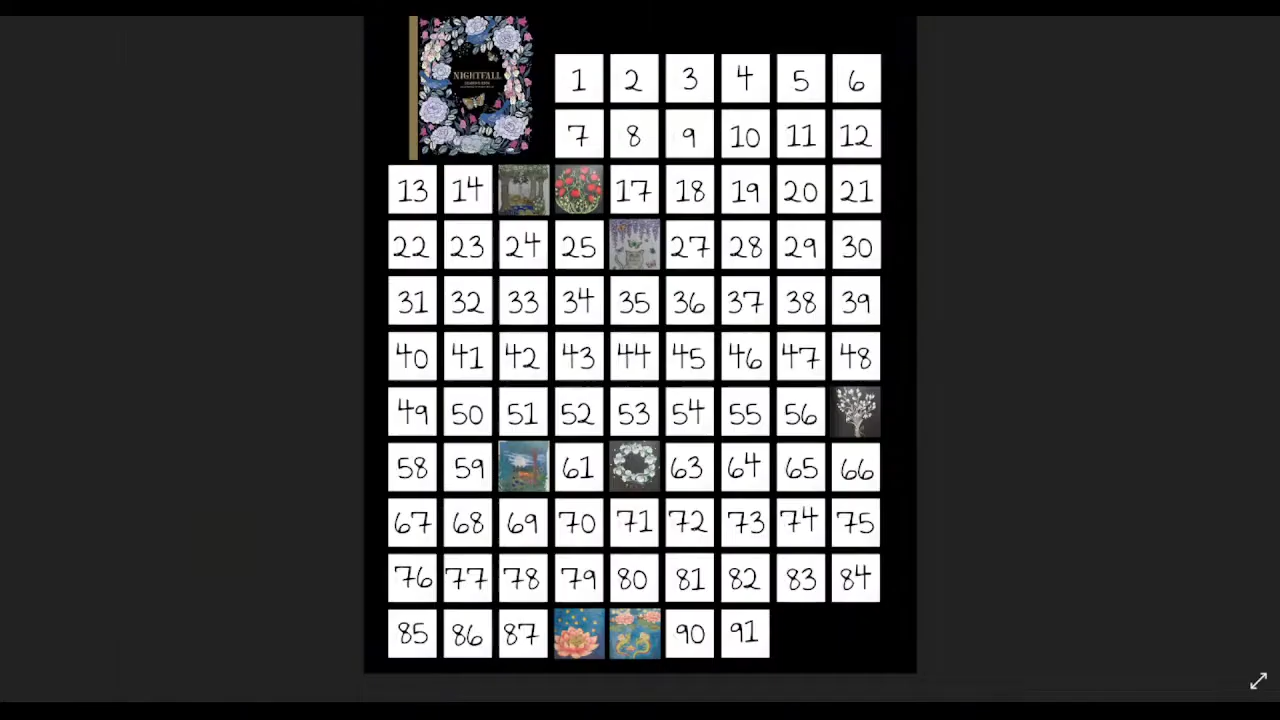 NIGHTFALL
1 2 3 4 5 6
7 8 9 10 11 12
13 14 17 18 19 20 21
22 23 24 25 27 28 29 30
31 32 33 34 35 36 37 38 39
40 41 42 43 44 45 46 47 48
49 50 51 52 53 54 55 56
58 59 61 63 64 65 66
67 68 69 70 71 72 73 74 75
76 77 78 79 80 81 82 83 84
85 86 87 90 91